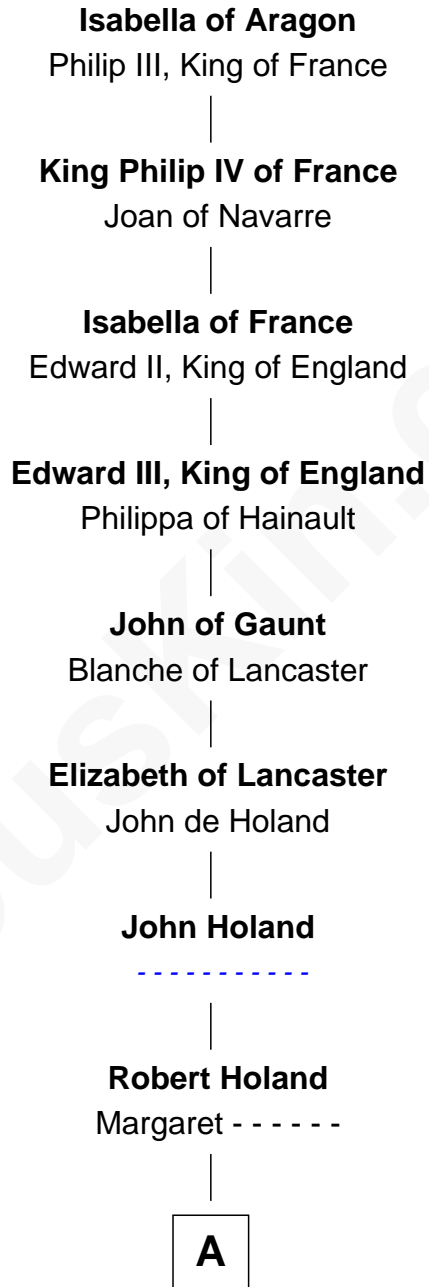 Isabella of Aragon
Philip III, King of France
King Philip IV of France
Joan of Navarre
Isabella of France
Edward II, King of England
Edward III, King of England
Philippa of Hainault
John of Gaunt
Blanche of Lancaster
Elizabeth of Lancaster
John de Holand
John Holand
- - - - - - - - - - -
Robert Holand
Margaret - - - - - -
A